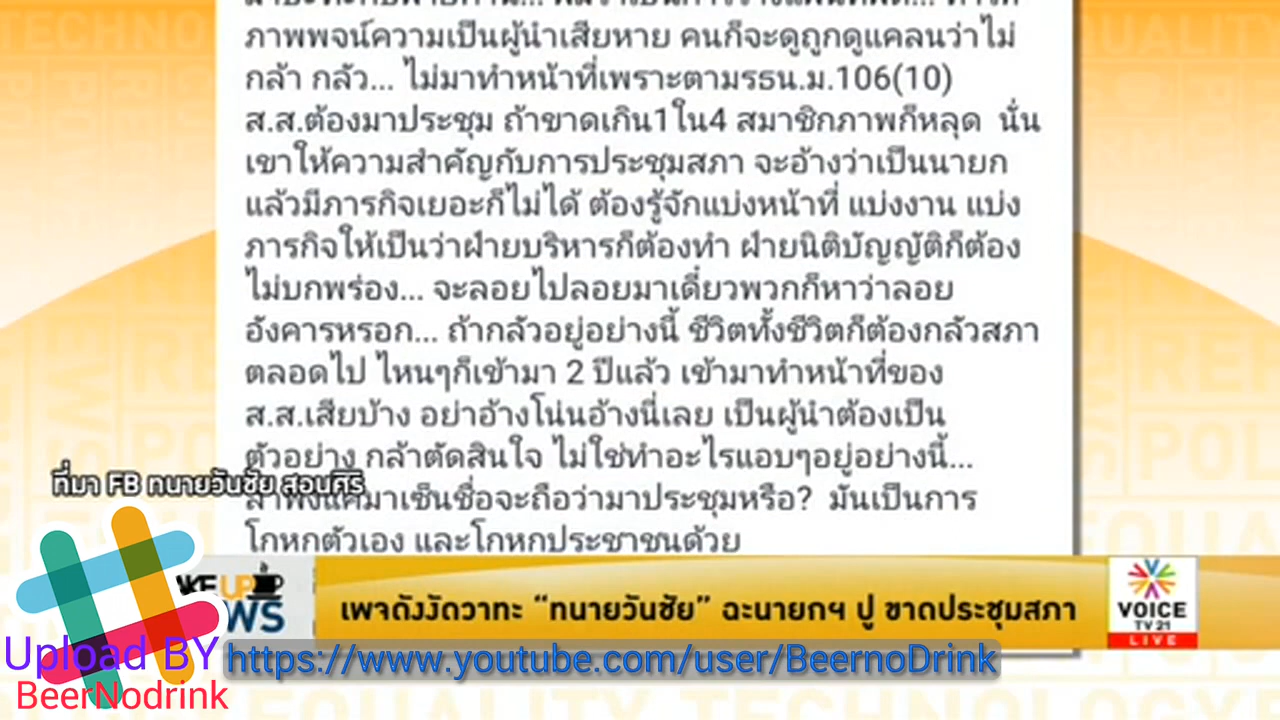 ภาพพจน์ความเป็นผู้นำเสียหาย คนก็จะดูถูกดูแคลนว่าไม่
กล้า กลัว... ไม่มาทำหน้าที่เพราะตามรธน.ม.106(10)
ส.ส.ต้องมาประชุม ถ้าขาดเกิน1ใน4 สมาชิกภาพก็หลุด นั่น
เขาให้ความสำคัญกับการประชุมสภา จะอ้างว่าเป็นนายก
แล้วมีภารกิจเยอะก็ไม่ได้ ต้องรู้จักแบ่งหน้าที่ แบ่งงาน แบ่ง
ภารกิจให้เป็นว่าฝ่ายบริหารก็ต้องทำ ฝ่ายนิติบัญญัติก็ต้อง
ไม่บกพร่อง... จะลอยไปลอยมาเดี่ยวพวกก็หาว่าลอย
อังคารหรอก... ถ้ากลัวอยู่อย่างนี้ ชีวิตทั้งชีวิตก็ต้องกลัวสภา
ตลอดไป ไหนๆก็เข้ามา 2 ปีแล้ว เข้ามาทำหน้าที่ของ
ส.ส.เสียบ้าง อย่าอ้างโน่นอ้างนี่เลย เป็นผู้นำต้องเป็น
ตัวอย่าง กล้าตัดสินใจ ไม่ใช่ทำอะไรแอบๆอยู่อย่างนี้...
ที่มา FB ทนายวันชัย สอนศิริ
ลำพังแค่มาเซ็นชื่อจะถือว่ามาประชุมหรือ? มันเป็นการ
โกหกตัวเอง และโกหกประชาชนด้วย
UP
เพจดังงัดวาทะ “ทนายวันชัย” ฉะนายกฯ ปู ขาดประชุมสภา
VOICE
TV 21
LIVE
Upload BY https://www.youtube.com/user/BeernoDrink
BeerNodrink